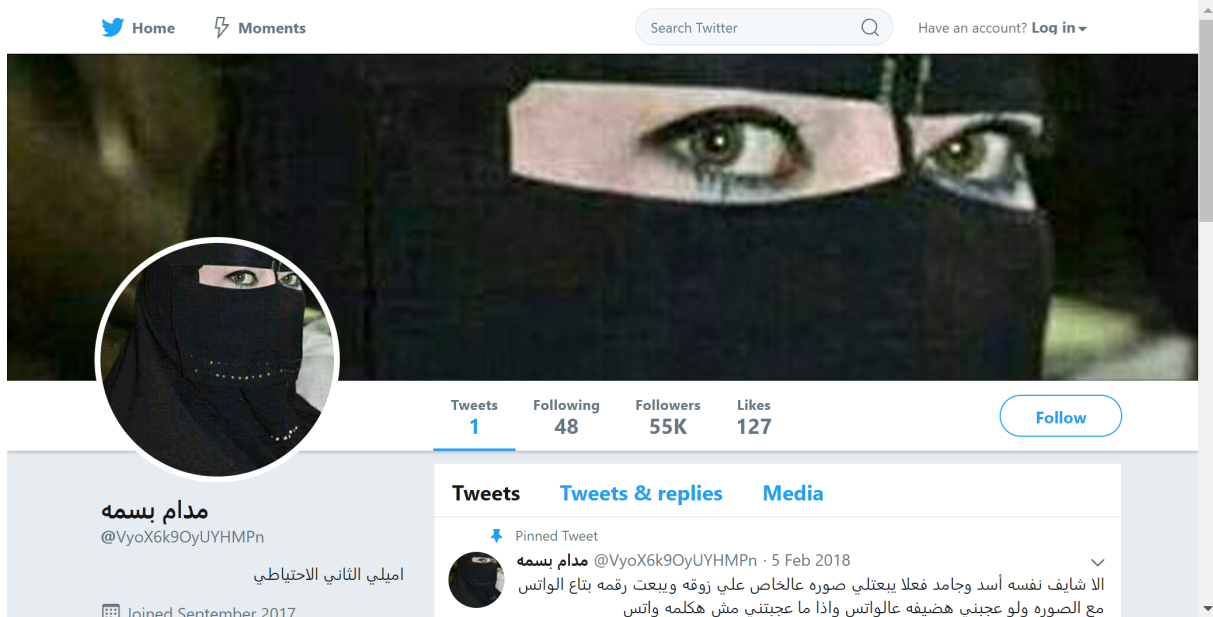 Home
Moments
Search Twitter
Have an account? Log in
Tweets
1
Following
48
Followers
55K
Likes
127
Follow
مدام بسمه
@VyoX6k9OyUYHMPn
اميلي الثاني الاحتياطي
Joined September 2017
Tweets
Tweets & replies
Media
Pinned Tweet
مدام بسمه @VyoX6k9OyUYHMPn · 5 Feb 2018
الا شايف نفسه أسد وجامد فعلا يبعتلي صوره عالخاص علي زوقه ويبعت رقمه بتاع الواتس
مع الصوره ولو عجبني هضيفه عالواتس واذا ما عجبتني مش هكلمه واتس